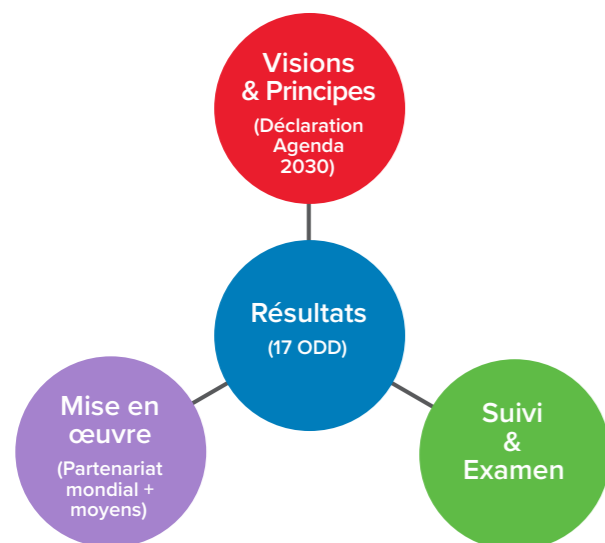 Visions
& Principes
(Déclaration
Agenda
2030)
Résultats
(17 ODD)
Mise en
œuvre
(Partenariat
mondial +
moyens)
Suivi
&
Examen